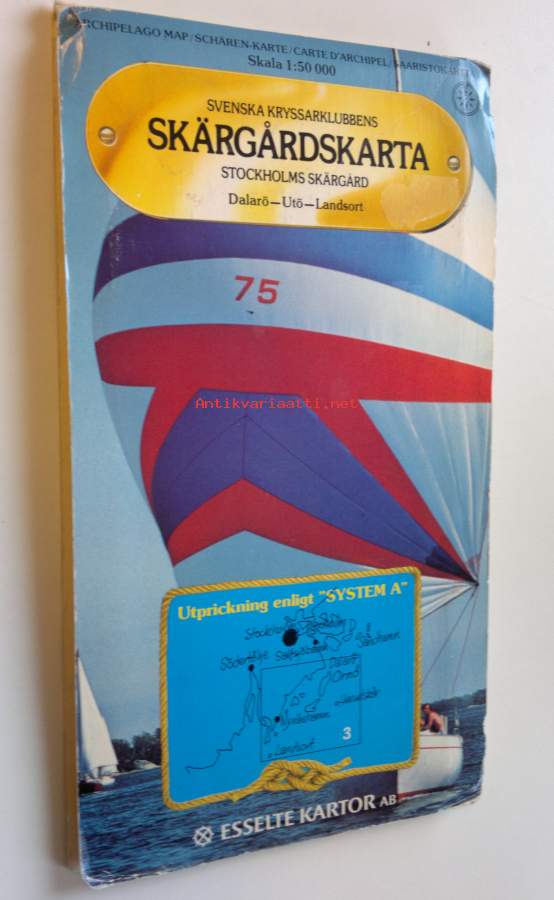 ARCHIPELAGO MAP / SCHÄREN-KARTE / CARTE D'ARCHIPEL / SAARISTOKARTTA
Skala 1:50 000
SVENSKA KRYSSARKLUBBENS
SKÄRGÅRDSKARTA
STOCKHOLMS SKÄRGÅRD
Dalarö—Utö—Landsort
75
Antikvariaatti.net
Utprickning enligt "SYSTEM A"
Stockholm
Sandhamn
Södertälje
Saltsjöbaden
Dalarö
Ornö
Nynäshamn
3
Landsort
ESSELTE KARTOR AB